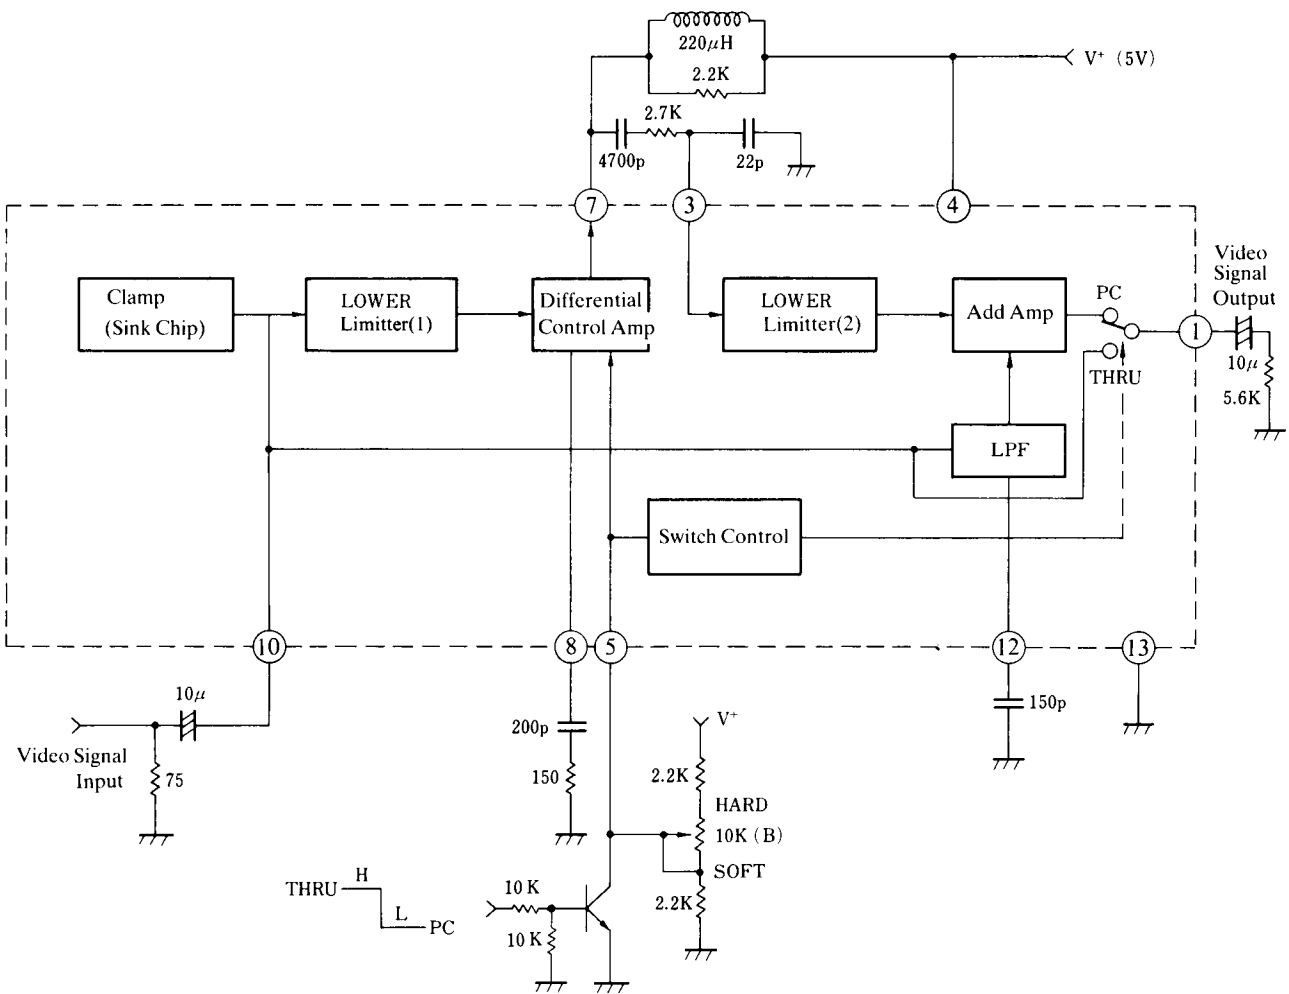 220μH
V⁺ (5V)
2.2K
2.7K
4700p
22p
7
3
4
Video
Signal
Output
Clamp
(Sink Chip)
LOWER
Limitter(1)
Differential
Control Amp
LOWER
Limitter(2)
Add Amp
PC
THRU
1
10μ
5.6K
LPF
Switch Control
10
8
5
12
13
10μ
Video Signal
Input
75
200p
150
150p
V⁺
2.2K
HARD
10K (B)
SOFT
2.2K
THRU
H
L
PC
10K
10K